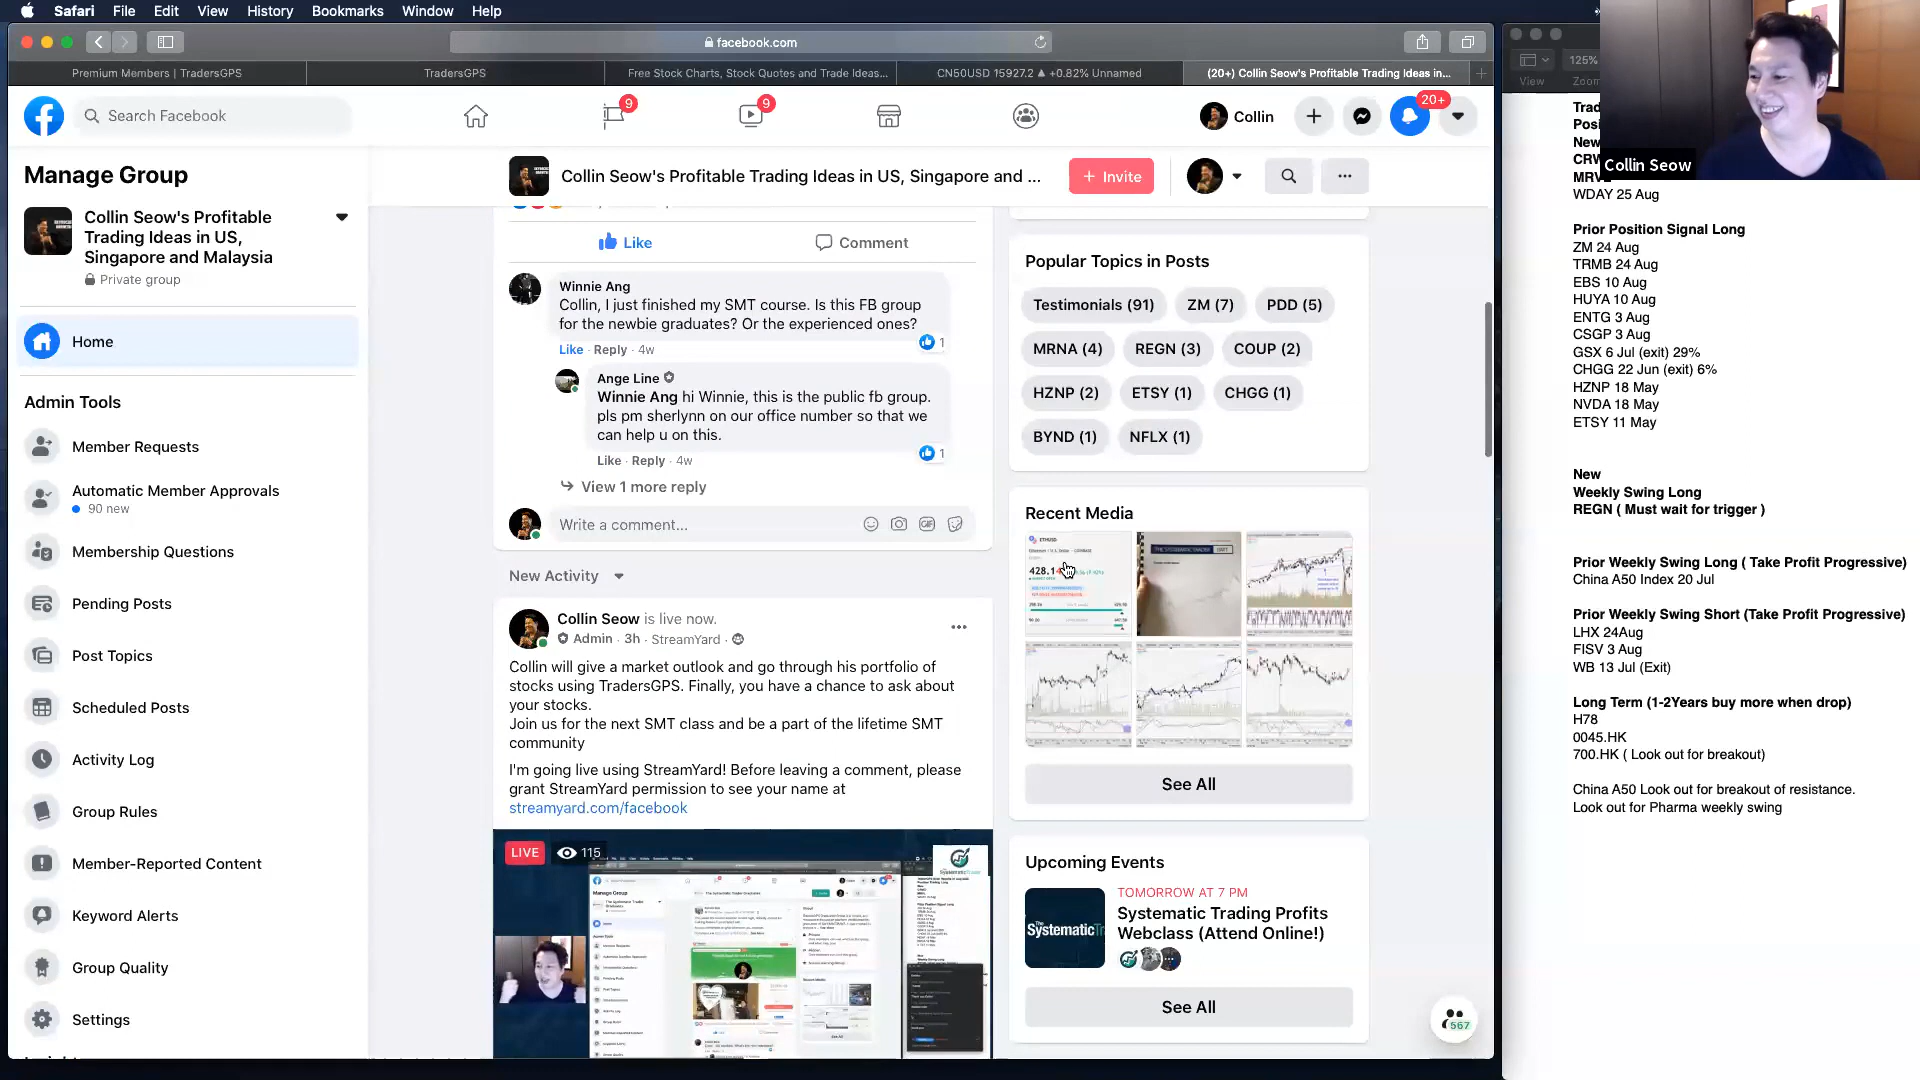 Safari File Edit View History Bookmarks Window Help
facebook.com
Premium Members | TradersGPS
TradersGPS
Free Stock Charts, Stock Quotes and Trade Ideas...
CN50USD 15927.2 ▲ +0.82% Unnamed
(20+) Collin Seow's Profitable Trading Ideas in...
Search Facebook
9
9
Collin
20+
Manage Group
Collin Seow's Profitable
Trading Ideas in US,
Singapore and Malaysia
Private group
Home
Admin Tools
Member Requests
Automatic Member Approvals
90 new
Membership Questions
Pending Posts
Post Topics
Scheduled Posts
Activity Log
Group Rules
Member-Reported Content
Keyword Alerts
Group Quality
Settings
Collin Seow's Profitable Trading Ideas in US, Singapore and ...
+ Invite
Like
Comment
Winnie Ang
Collin, I just finished my SMT course. Is this FB group
for the newbie graduates? Or the experienced ones?
1
Like · Reply · 4w
Ange Line
Winnie Ang hi Winnie, this is the public fb group.
pls pm sherlynn on our office number so that we
can help u on this.
1
Like · Reply · 4w
View 1 more reply
Write a comment...
GIF
New Activity
Collin Seow is live now.
Admin · 3h · StreamYard ·
Collin will give a market outlook and go through his portfolio of
stocks using TradersGPS. Finally, you have a chance to ask about
your stocks.
Join us for the next SMT class and be a part of the lifetime SMT
community
I'm going live using StreamYard! Before leaving a comment, please
grant StreamYard permission to see your name at
streamyard.com/facebook
LIVE
115
Manage Group
Popular Topics in Posts
Testimonials (91)
ZM (7)
PDD (5)
MRNA (4)
REGN (3)
COUP (2)
HZNP (2)
ETSY (1)
CHGG (1)
BYND (1)
NFLX (1)
Recent Media
ETHUSD
428.1
See All
Upcoming Events
SystematicTr
TOMORROW AT 7 PM
Systematic Trading Profits
Webclass (Attend Online!)
See All
567
View
125%
Zoom
Collin Seow
Trad
Posi
New
CRW
MRV
WDAY 25 Aug
Prior Position Signal Long
ZM 24 Aug
TRMB 24 Aug
EBS 10 Aug
HUYA 10 Aug
ENTG 3 Aug
CSGP 3 Aug
GSX 6 Jul (exit) 29%
CHGG 22 Jun (exit) 6%
HZNP 18 May
NVDA 18 May
ETSY 11 May
New
Weekly Swing Long
REGN ( Must wait for trigger )
Prior Weekly Swing Long ( Take Profit Progressive)
China A50 Index 20 Jul
Prior Weekly Swing Short (Take Profit Progressive)
LHX 24Aug
FISV 3 Aug
WB 13 Jul (Exit)
Long Term (1-2Years buy more when drop)
H78
0045.HK
700.HK ( Look out for breakout)
China A50 Look out for breakout of resistance.
Look out for Pharma weekly swing